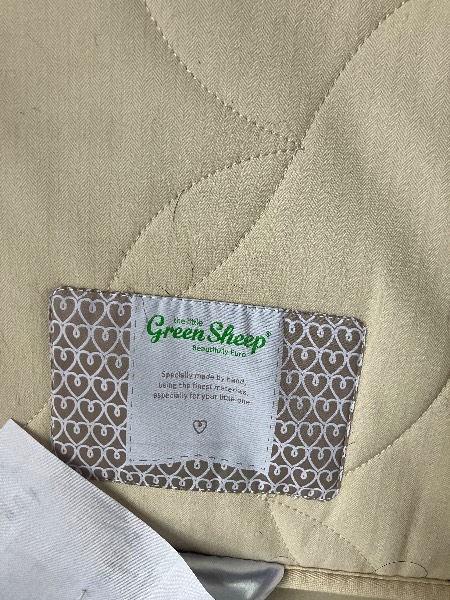 the little
Green Sheep®
Beautifully Pure
Specially made by hand,
using the finest materials,
especially for your little one.